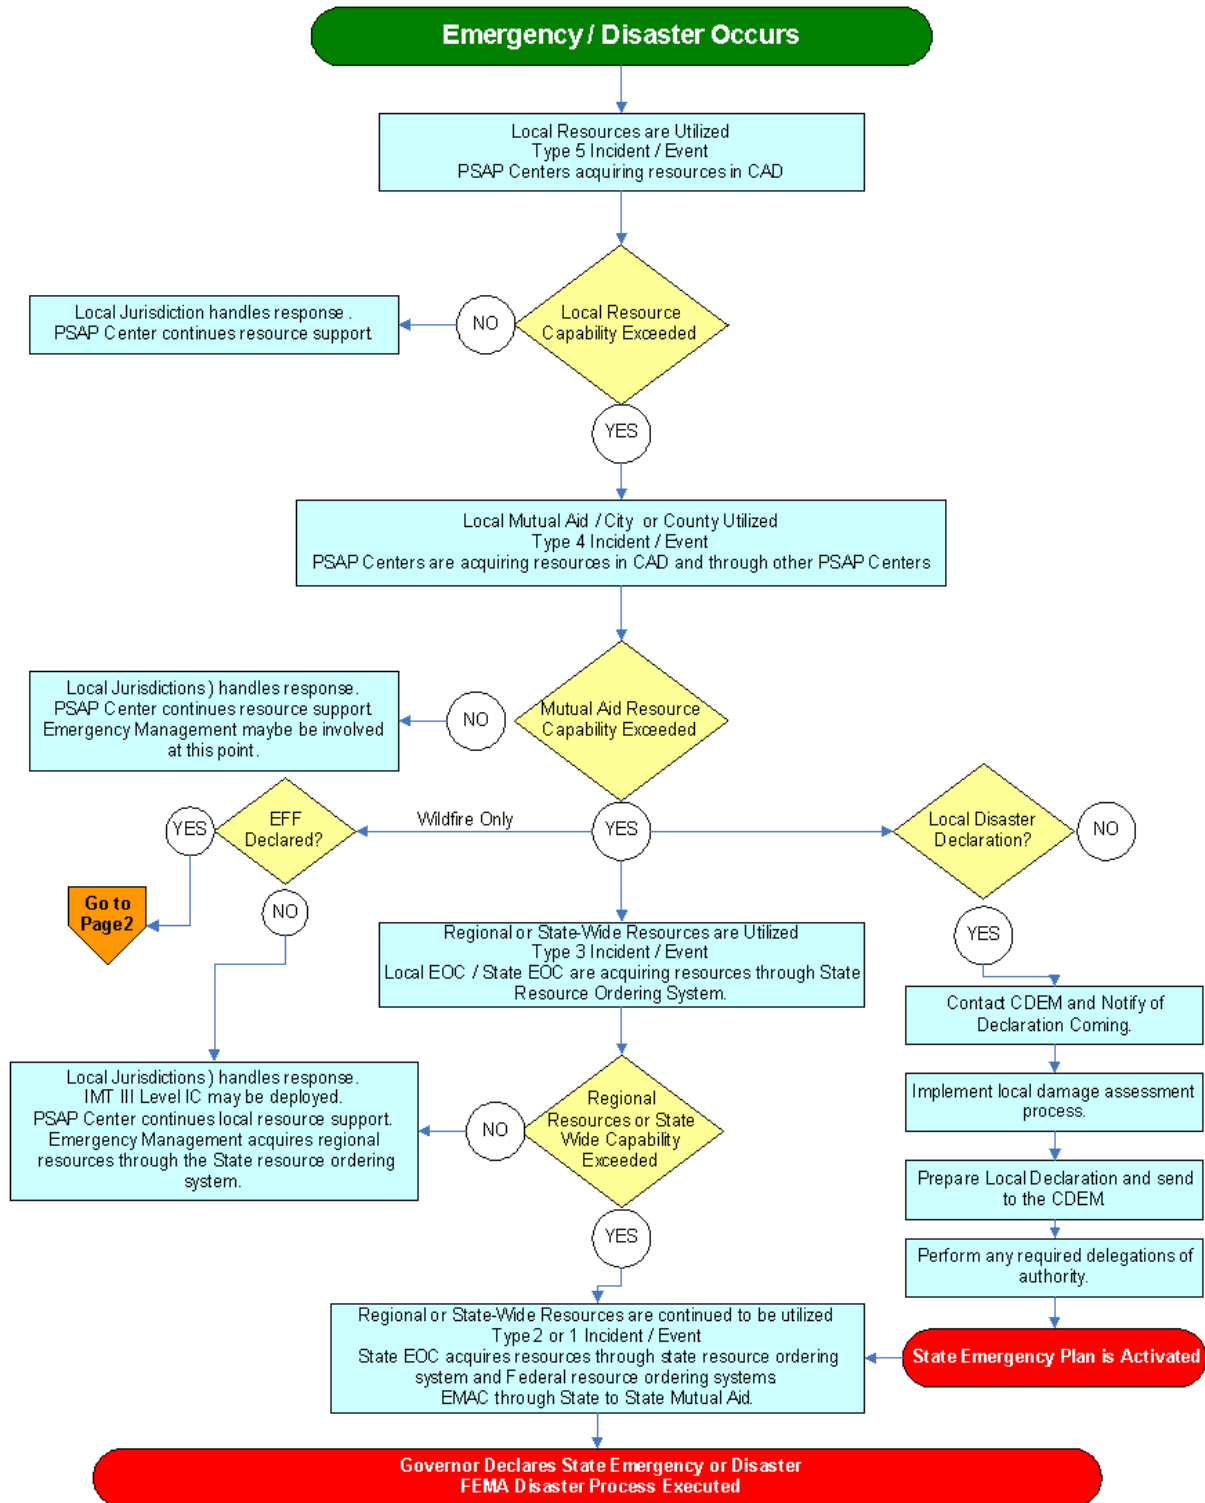 Emergency / Disaster Occurs
Local Resources are Utilized
Type 5 Incident / Event
PSAP Centers acquiring resources in CAD
Local Resource
Capability Exceeded
NO
Local Jurisdiction handles response .
PSAP Center continues resource support.
YES
Local Mutual Aid / City or County Utilized
Type 4 Incident / Event
PSAP Centers are acquiring resources in CAD and through other PSAP Centers
Mutual Aid Resource
Capability Exceeded
NO
Local Jurisdictions ) handles response.
PSAP Center continues resource support.
Emergency Management maybe be involved
at this point.
YES
Wildfire Only
EFF
Declared?
YES
Go to
Page2
NO
Local Disaster
Declaration?
NO
YES
Regional or State-Wide Resources are Utilized
Type 3 Incident / Event
Local EOC / State EOC are acquiring resources through State
Resource Ordering System.
Contact CDEM and Notify of
Declaration Coming.
Implement local damage assessment
process.
Prepare Local Declaration and send
to the CDEM.
Perform any required delegations of
authority.
State Emergency Plan is Activated
Regional
Resources or State
Wide Capability
Exceeded
NO
Local Jurisdictions ) handles response.
IMT III Level IC may be deployed.
PSAP Center continues local resource support.
Emergency Management acquires regional
resources through the State resource ordering
system.
YES
Regional or State-Wide Resources are continued to be utilized
Type 2 or 1 Incident / Event
State EOC acquires resources through state resource ordering
system and Federal resource ordering systems.
EMAC through State to State Mutual Aid.
Governor Declares State Emergency or Disaster
FEMA Disaster Process Executed